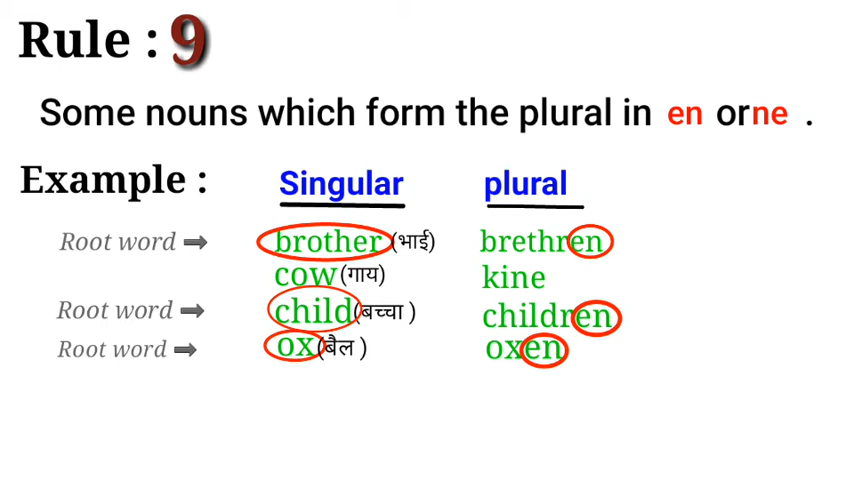 Rule : 9
Some nouns which form the plural in en or ne .
Example : Singular plural
Root word ➡ brother (भाई) brethren
cow (गाय) kine
Root word ➡ child (बच्चा ) children
Root word ➡ ox (बैल ) oxen